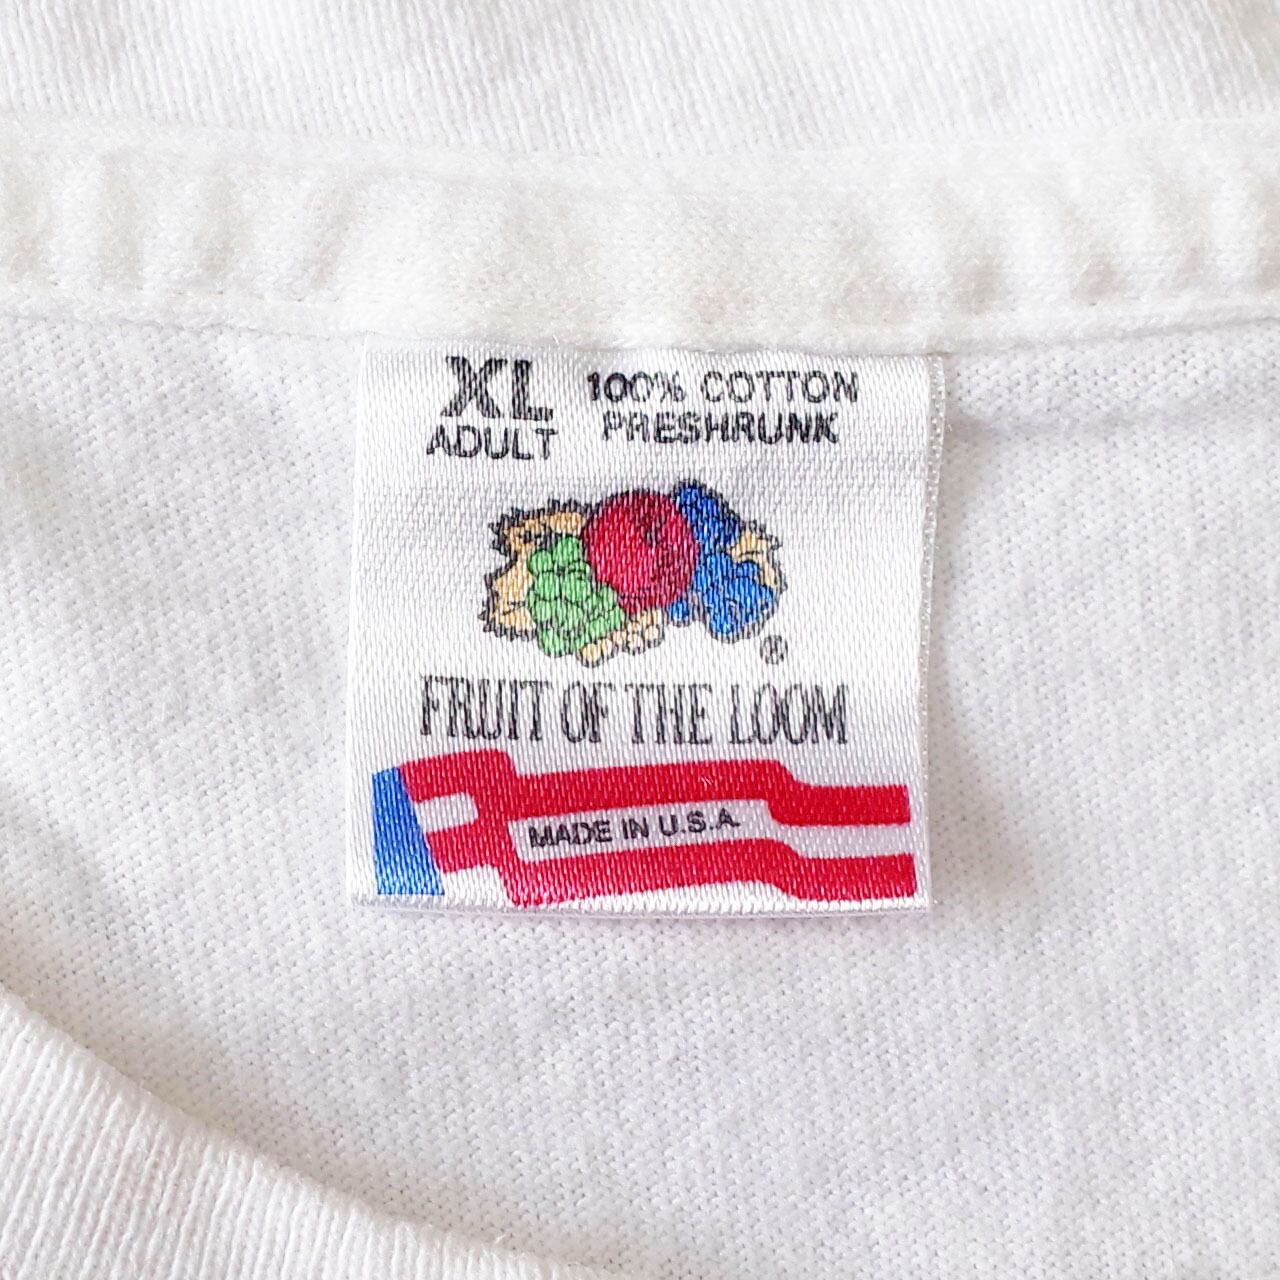 XL
ADULT
100% COTTON
PRESHRUNK
®
FRUIT OF THE LOOM
MADE IN U.S.A